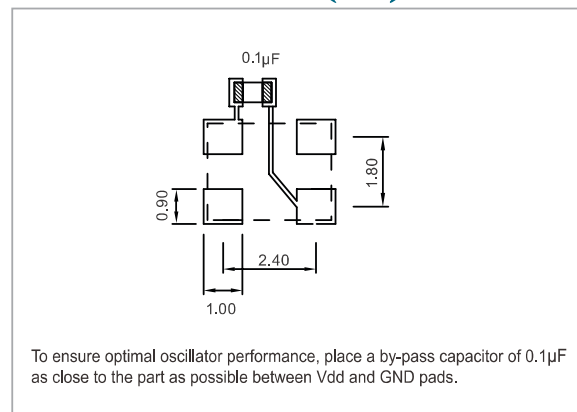 0.1µF
1.80
0.90
2.40
1.00
To ensure optimal oscillator performance, place a by-pass capacitor of 0.1µF
as close to the part as possible between Vdd and GND pads.